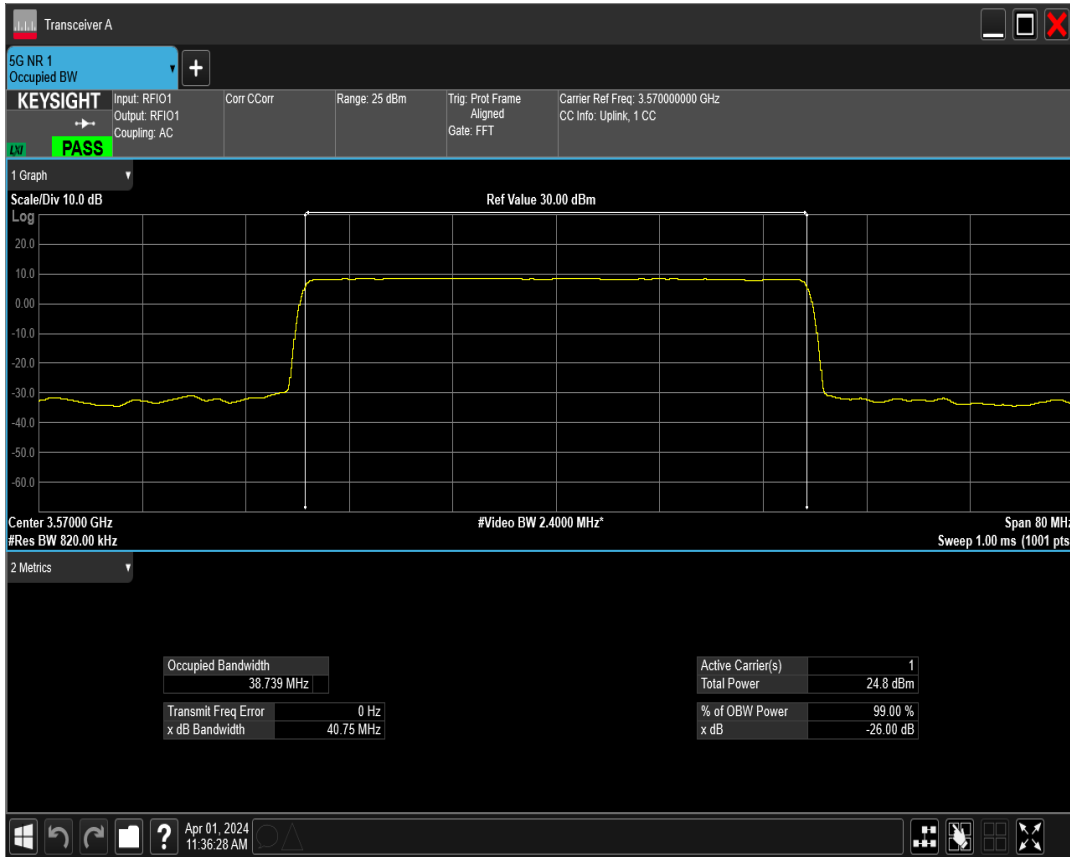 Transceiver A
5G NR 1
Occupied BW
+
KEYSIGHT
LXI
PASS
Input: RFIO1
Output: RFIO1
Coupling: AC
Corr CCorr
Range: 25 dBm
Trig: Prot Frame
Aligned
Gate: FFT
Carrier Ref Freq: 3.570000000 GHz
CC Info: Uplink, 1 CC
1 Graph
Scale/Div 10.0 dB
Ref Value 30.00 dBm
Log
20.0
10.0
0.00
-10.0
-20.0
-30.0
-40.0
-50.0
-60.0
Center 3.57000 GHz
#Video BW 2.4000 MHz*
Span 80 MHz
#Res BW 820.00 kHz
Sweep 1.00 ms (1001 pts
2 Metrics
Occupied Bandwidth
38.739 MHz
Transmit Freq Error 0 Hz
x dB Bandwidth 40.75 MHz
Active Carrier(s) 1
Total Power 24.8 dBm
% of OBW Power 99.00 %
x dB -26.00 dB
?
Apr 01, 2024
11:36:28 AM